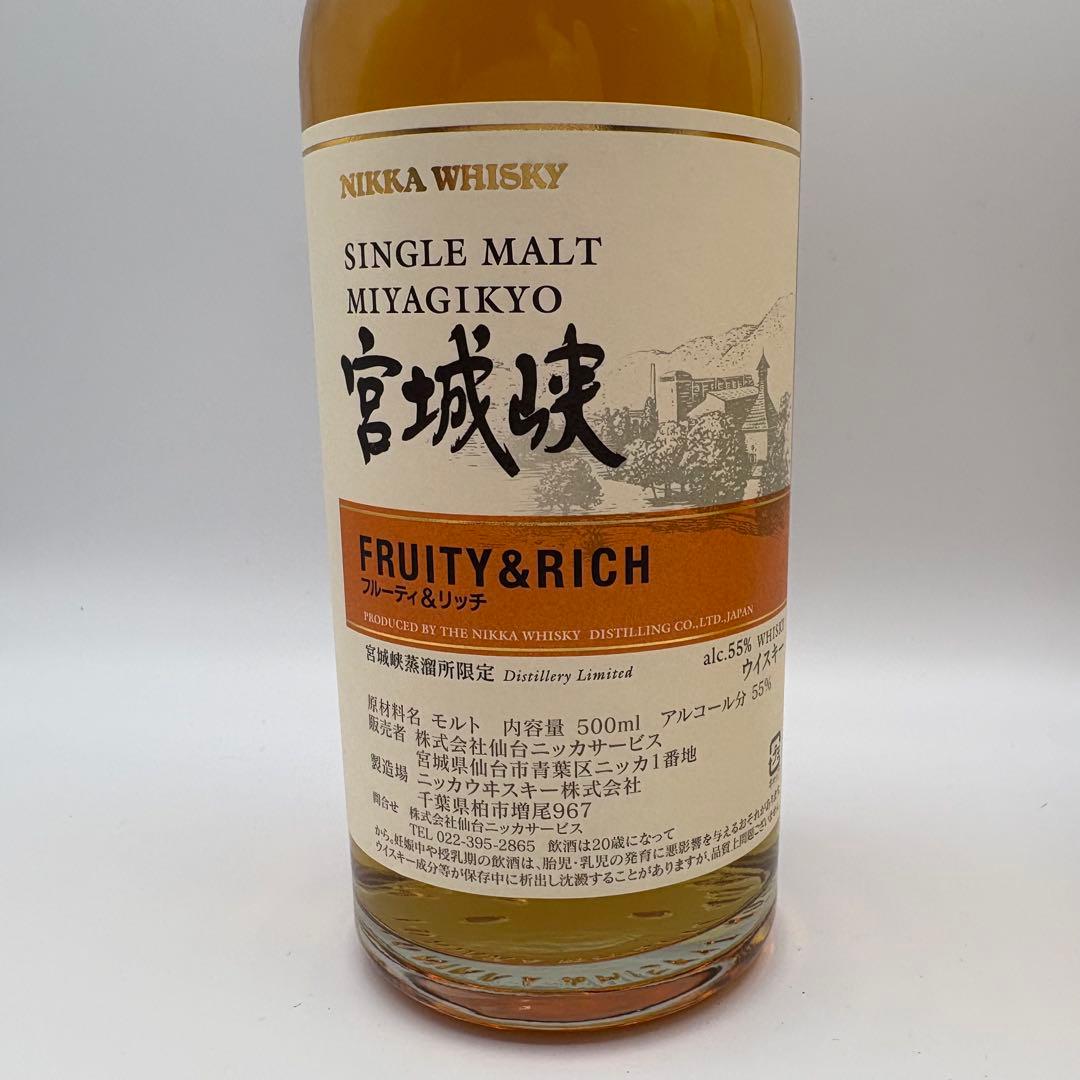 NIKKA WHISKY
SINGLE MALT
MIYAGIKYO
宮城峡
FRUITY&RICH
フルーティ&リッチ
PRODUCED BY THE NIKKA WHISKY DISTILLING CO.,LTD.,JAPAN
宮城峡蒸溜所限定 Distillery Limited
alc.55% WHISKY
ウイスキー
原材料名 モルト 内容量 500ml アルコール分 55%
販売者 株式会社仙台ニッカサービス
宮城県仙台市青葉区ニッカ1番地
製造場 ニッカウヰスキー株式会社
千葉県柏市増尾967
問合せ 株式会社仙台ニッカサービス
TEL 022-395-2865 飲酒は20歳になって
から。妊娠中や授乳期の飲酒は、胎児・乳児の発育に悪影響を与えるおそれがあります。
ウイスキー成分等が保存中に析出し沈澱することがありますが、品質上問題ございません。